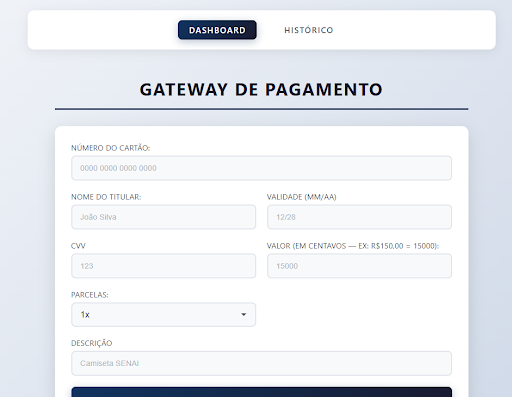 DASHBOARD HISTÓRICO
GATEWAY DE PAGAMENTO
NÚMERO DO CARTÃO:
0000 0000 0000 0000
NOME DO TITULAR: VALIDADE (MM/AA)
João Silva 12/28
CVV VALOR (EM CENTAVOS — EX: R$150,00 = 15000):
123 15000
PARCELAS:
1x
DESCRIÇÃO
Camiseta SENAI